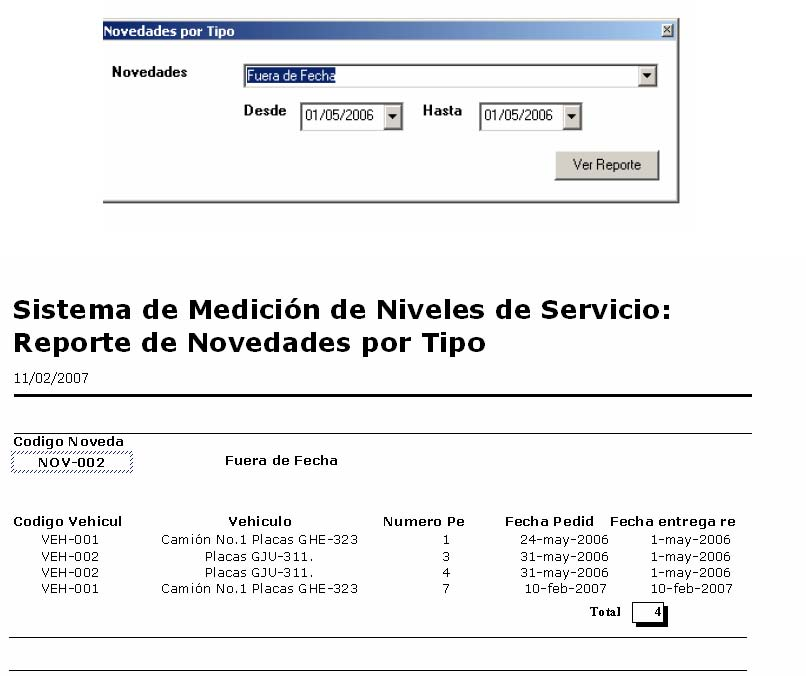 Novedades por Tipo
Novedades Fuera de Fecha
Desde 01/05/2006 Hasta 01/05/2006
Ver Reporte
Sistema de Medición de Niveles de Servicio:
Reporte de Novedades por Tipo
11/02/2007
Codigo Noveda
NOV-002 Fuera de Fecha
Codigo Vehicul Vehiculo Numero Pe Fecha Pedid Fecha entrega re
VEH-001 Camión No.1 Placas GHE-323 1 24-may-2006 1-may-2006
VEH-002 Placas GJU-311. 3 31-may-2006 1-may-2006
VEH-002 Placas GJU-311. 4 31-may-2006 1-may-2006
VEH-001 Camión No.1 Placas GHE-323 7 10-feb-2007 10-feb-2007
Total 4